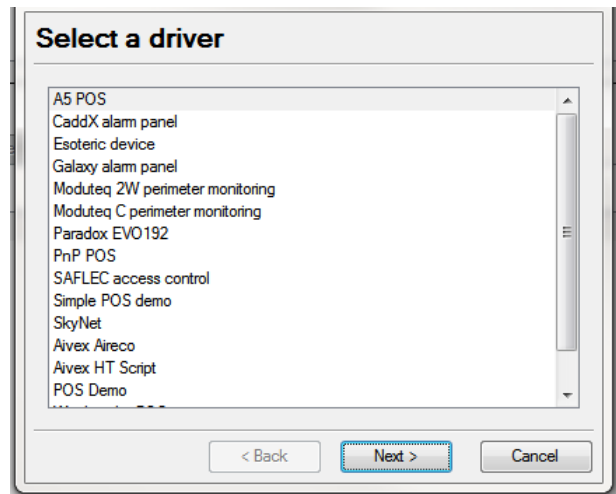 Select a driver
A5 POS
CaddX alarm panel
Esoteric device
Galaxy alarm panel
Moduteq 2W perimeter monitoring
Moduteq C perimeter monitoring
Paradox EVO192
PnP POS
SAFLEC access control
Simple POS demo
SkyNet
Aivex Aireco
Aivex HT Script
POS Demo
< Back Next > Cancel